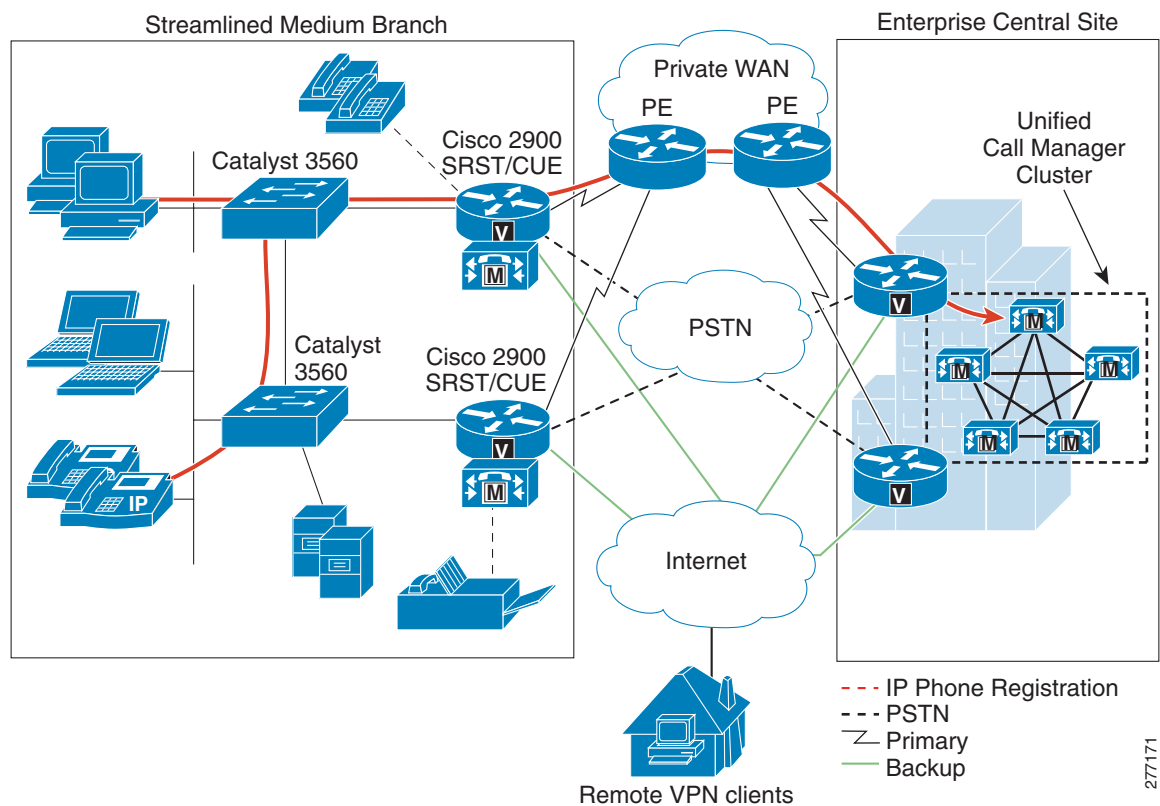 Streamlined Medium Branch
Enterprise Central Site
Private WAN
PE
PE
Unified
Call Manager
Cluster
Catalyst 3560
Cisco 2900
SRST/CUE
V
M
V
M
PSTN
M
M
M
M
Catalyst
3560
Cisco 2900
SRST/CUE
V
M
V
IP
Internet
IP Phone Registration
PSTN
Primary
Backup
Remote VPN clients
277171